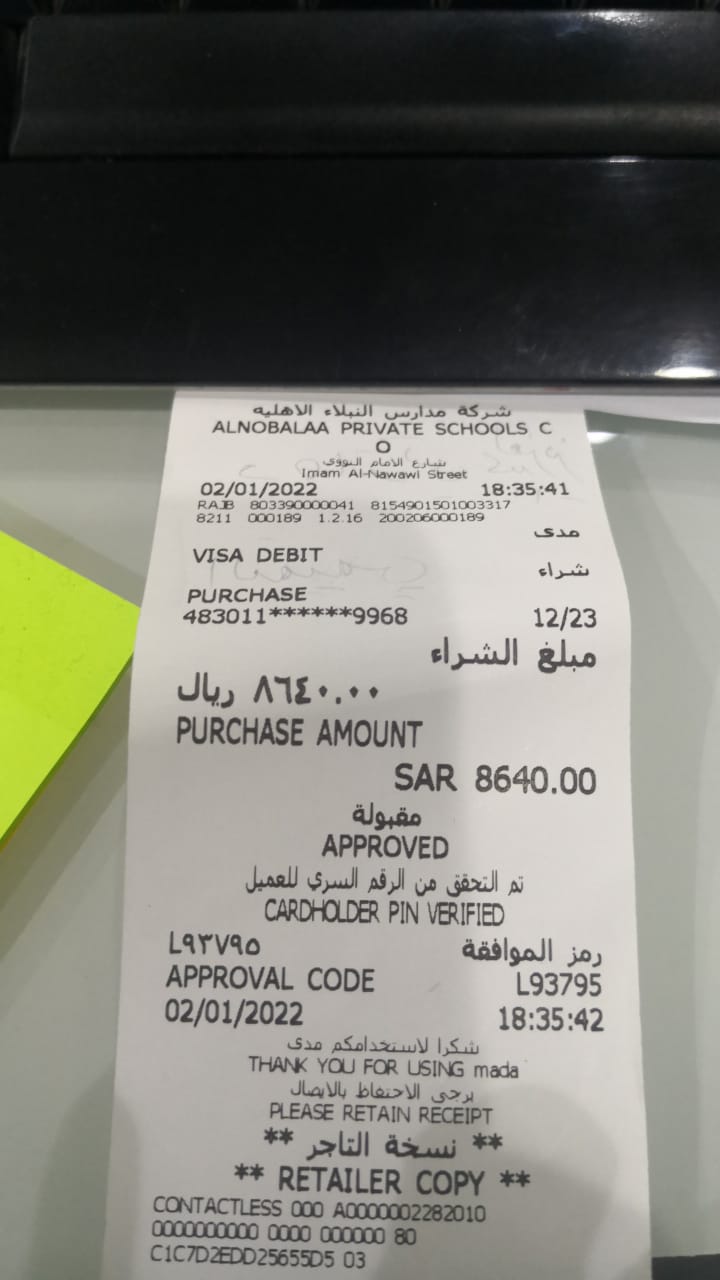 شركة مدارس النبلاء الاهليه
ALNOBALAA PRIVATE SCHOOLS C
O
شارع الامام النووي
Imam Al-Nawawi Street
02/01/2022 18:35:41
RAJB 803390000041 8154901501003317
8211 000189 1.2.16 200206000189
مدى
VISA DEBIT
شراء
PURCHASE
483011******9968 12/23
مبلغ الشراء
٨٦٤٠.٠٠ ريال
PURCHASE AMOUNT
SAR 8640.00
مقبولة
APPROVED
تم التحقق من الرقم السري للعميل
CARDHOLDER PIN VERIFIED
رمز الموافقة L٩٣٧٩٥
APPROVAL CODE L93795
02/01/2022 18:35:42
شكرا لاستخدامكم مدى
THANK YOU FOR USING mada
يرجى الاحتفاظ بالايصال
PLEASE RETAIN RECEIPT
** نسخة التاجر **
** RETAILER COPY **
CONTACTLESS 000 A0000002282010
0000000000 0000 000000 80
C1C7D2EDD25655D5 03